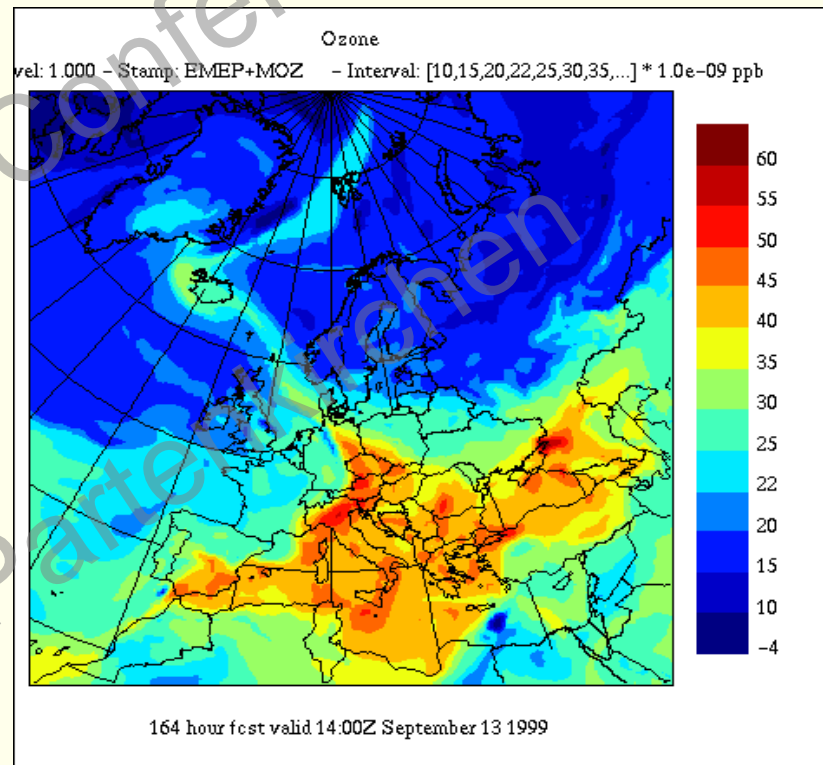 Ozone
vel: 1.000 – Stamp: EMEP+MOZ – Interval: [10,15,20,22,25,30,35,...] * 1.0e-09 ppb
60
55
50
45
40
35
30
25
22
20
15
10
-4
164 hour fcst valid 14:00Z September 13 1999
Confe
Partenkirchen